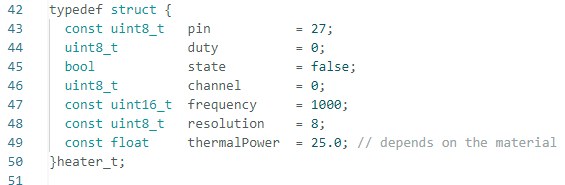 42 typedef struct {
43 const uint8_t pin = 27;
44 uint8_t duty = 0;
45 bool state = false;
46 uint8_t channel = 0;
47 const uint16_t frequency = 1000;
48 const uint8_t resolution = 8;
49 const float thermalPower = 25.0; // depends on the material
50 }heater_t;
51